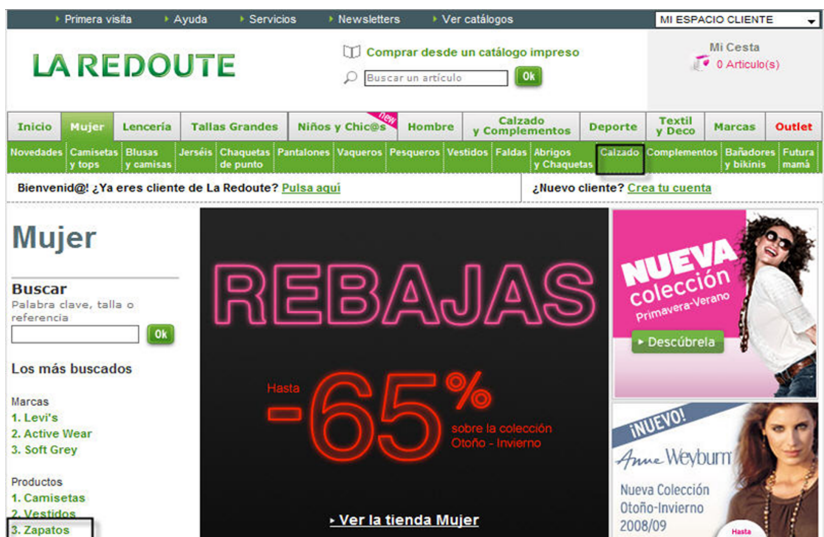 Primera visita Ayuda Servicios Newsletters Ver catálogos MI ESPACIO CLIENTE
LA REDOUTE
Comprar desde un catálogo impreso
Buscar un artículo Ok
Mi Cesta
0 Articulo(s)
Inicio Mujer Lencería Tallas Grandes Niños y Chic@s new Hombre Calzado y Complementos Deporte Textil y Deco Marcas Outlet
Novedades Camisetas y tops Blusas y camisas Jerséis Chaquetas de punto Pantalones Vaqueros Pesqueros Vestidos Faldas Abrigos y Chaquetas Calzado Complementos Bañadores y bikinis Futura mamá
Bienvenid@! ¿Ya eres cliente de La Redoute? Pulsa aquí
¿Nuevo cliente? Crea tu cuenta
Mujer
Buscar
Palabra clave, talla o
referencia
Ok
Los más buscados
Marcas
1. Levi's
2. Active Wear
3. Soft Grey
Productos
1. Camisetas
2. Vestidos
3. Zapatos
REBAJAS
Hasta
-65%
sobre la colección
Otoño - Invierno
Ver la tienda Mujer
NUEVA
colección
Primavera-Verano
Descúbrela
¡NUEVO!
Anne Weyburn
Nueva Colección
Otoño-Invierno
2008/09
Hasta